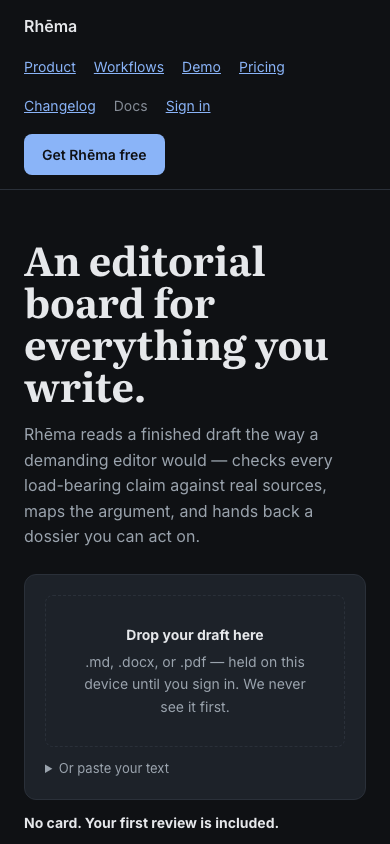 Rhēma
Product Workflows Demo Pricing
Changelog Docs Sign in
Get Rhēma free
An editorial
board for
everything you
write.
Rhēma reads a finished draft the way a
demanding editor would — checks every
load-bearing claim against real sources,
maps the argument, and hands back a
dossier you can act on.
Drop your draft here
.md, .docx, or .pdf — held on this
device until you sign in. We never
see it first.
Or paste your text
No card. Your first review is included.